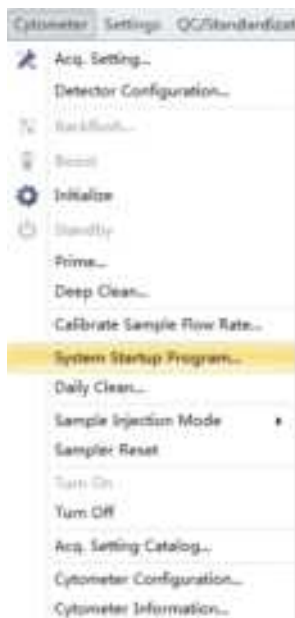 Cytometer Settings QC/Standardizat
Acq. Setting...
Detector Configuration...
Backflush...
Boost
Initialize
Standby
Prime...
Deep Clean...
Calibrate Sample Flow Rate...
System Startup Program...
Daily Clean...
Sample Injection Mode
Sampler Reset
Turn On
Turn Off
Acq. Setting Catalog...
Cytometer Configuration...
Cytometer Information...